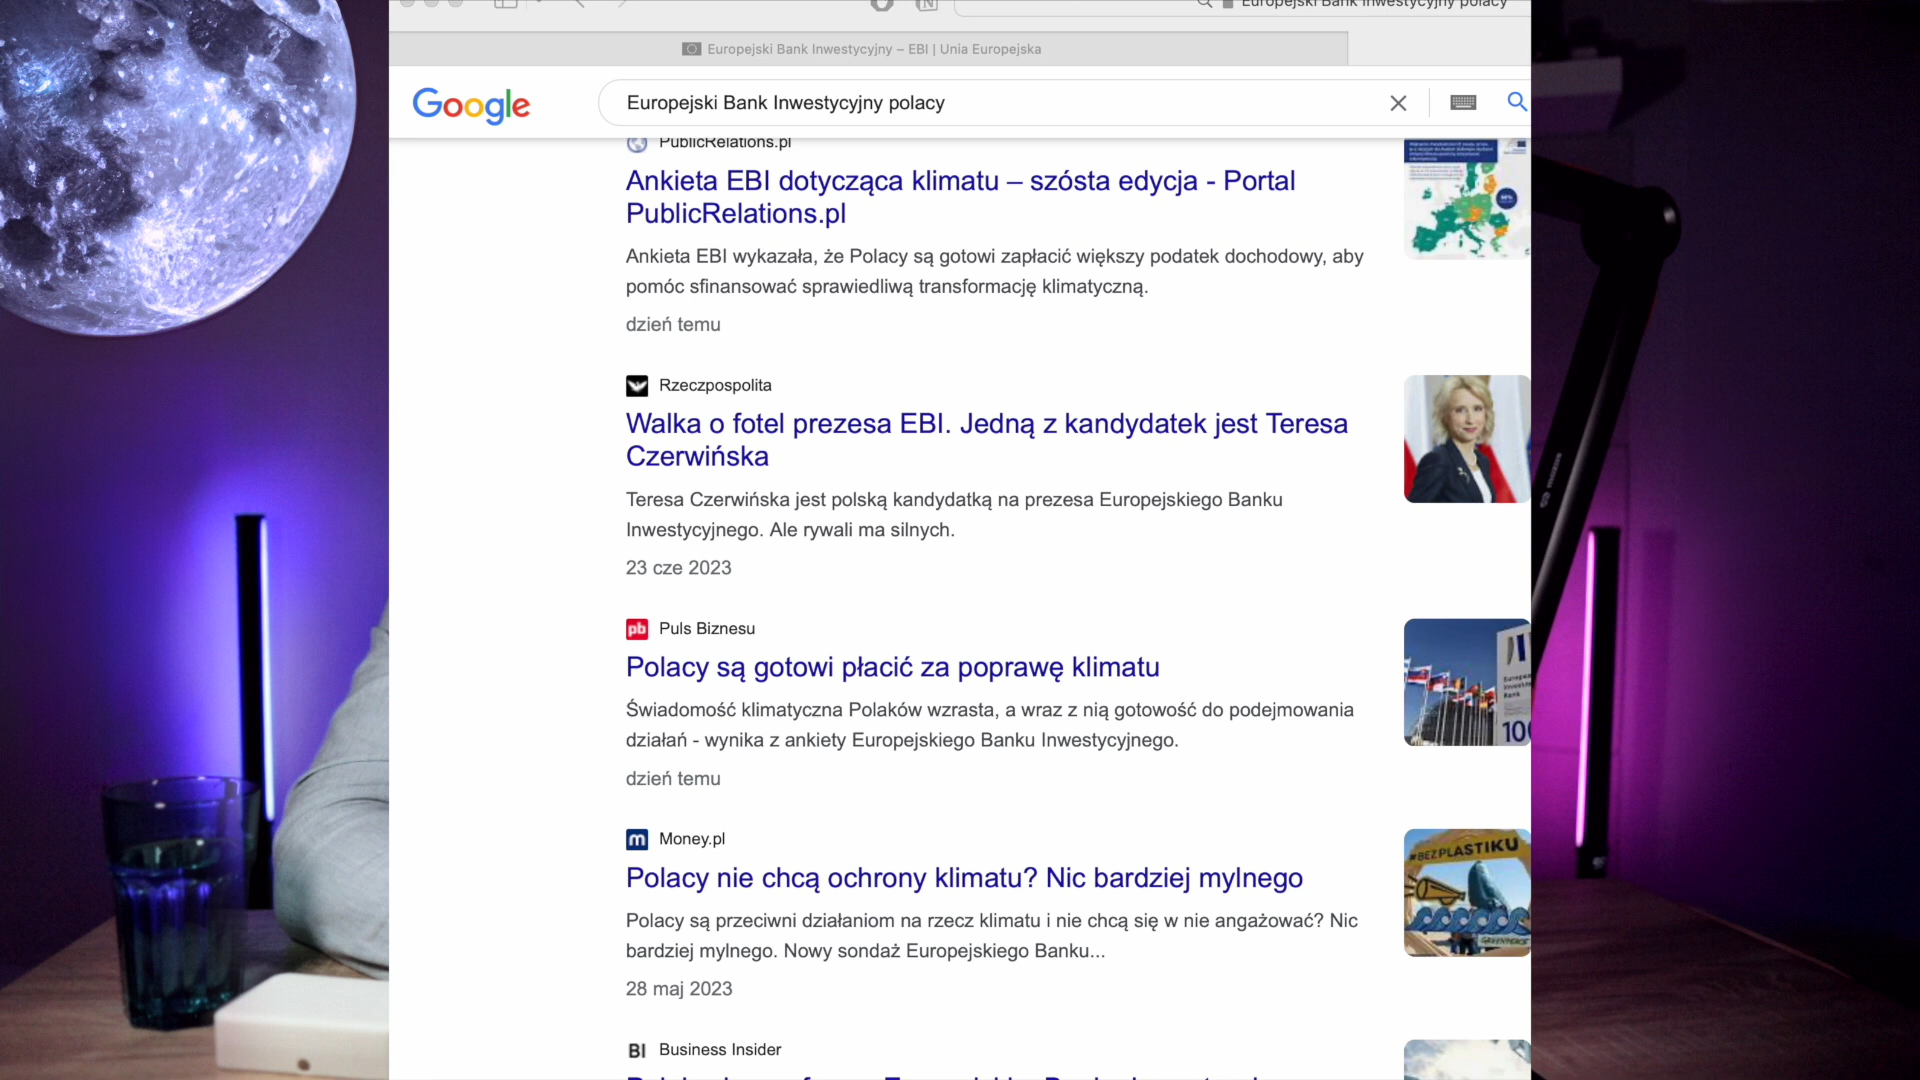 Europejski Bank Inwestycyjny polacy
Europejski Bank Inwestycyjny – EBI | Unia Europejska
Google
Europejski Bank Inwestycyjny polacy
PublicRelations.pl
Ankieta EBI dotycząca klimatu – szósta edycja - Portal
PublicRelations.pl
Ankieta EBI wykazała, że Polacy są gotowi zapłacić większy podatek dochodowy, aby
pomóc sfinansować sprawiedliwą transformację klimatyczną.
dzień temu
Rzeczpospolita
Walka o fotel prezesa EBI. Jedną z kandydatek jest Teresa
Czerwińska
Teresa Czerwińska jest polską kandydatką na prezesa Europejskiego Banku
Inwestycyjnego. Ale rywali ma silnych.
23 cze 2023
pb Puls Biznesu
Polacy są gotowi płacić za poprawę klimatu
Świadomość klimatyczna Polaków wzrasta, a wraz z nią gotowość do podejmowania
działań - wynika z ankiety Europejskiego Banku Inwestycyjnego.
dzień temu
m Money.pl
Polacy nie chcą ochrony klimatu? Nic bardziej mylnego
Polacy są przeciwni działaniom na rzecz klimatu i nie chcą się w nie angażować? Nic
bardziej mylnego. Nowy sondaż Europejskiego Banku...
28 maj 2023
#BEZPLASTIKU
GREENPEACE
BI Business Insider